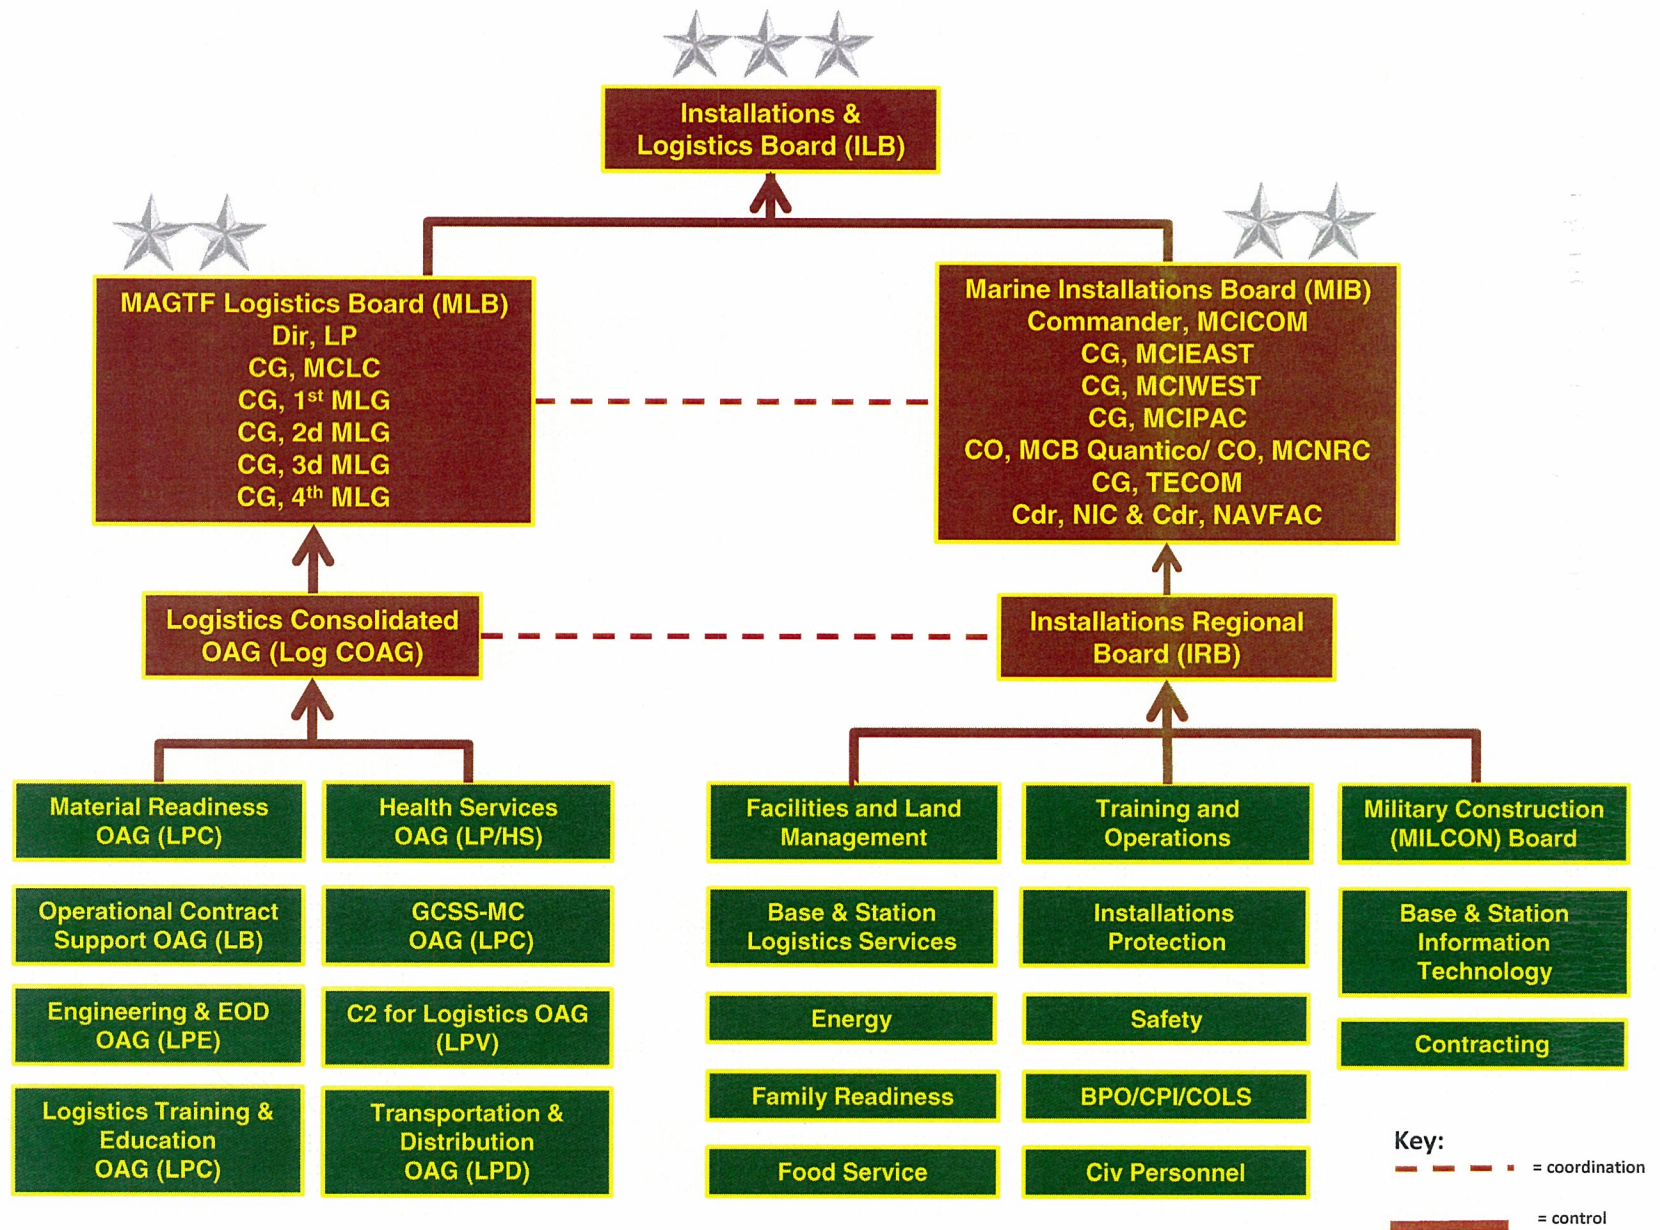 Installations &
Logistics Board (ILB)
MAGTF Logistics Board (MLB)
Dir, LP
CG, MCLC
CG, 1st MLG
CG, 2d MLG
CG, 3d MLG
CG, 4th MLG
Marine Installations Board (MIB)
Commander, MCICOM
CG, MCIEAST
CG, MCIWEST
CG, MCIPAC
CO, MCB Quantico/ CO, MCNRC
CG, TECOM
Cdr, NIC & Cdr, NAVFAC
Logistics Consolidated
OAG (Log COAG)
Installations Regional
Board (IRB)
Material Readiness
OAG (LPC)
Health Services
OAG (LP/HS)
Operational Contract
Support OAG (LB)
GCSS-MC
OAG (LPC)
Engineering & EOD
OAG (LPE)
C2 for Logistics OAG
(LPV)
Logistics Training &
Education
OAG (LPC)
Transportation &
Distribution
OAG (LPD)
Facilities and Land
Management
Training and
Operations
Military Construction
(MILCON) Board
Base & Station
Logistics Services
Installations
Protection
Base & Station
Information
Technology
Energy
Safety
Contracting
Family Readiness
BPO/CPI/COLS
Food Service
Civ Personnel
Key:
= coordination
= control